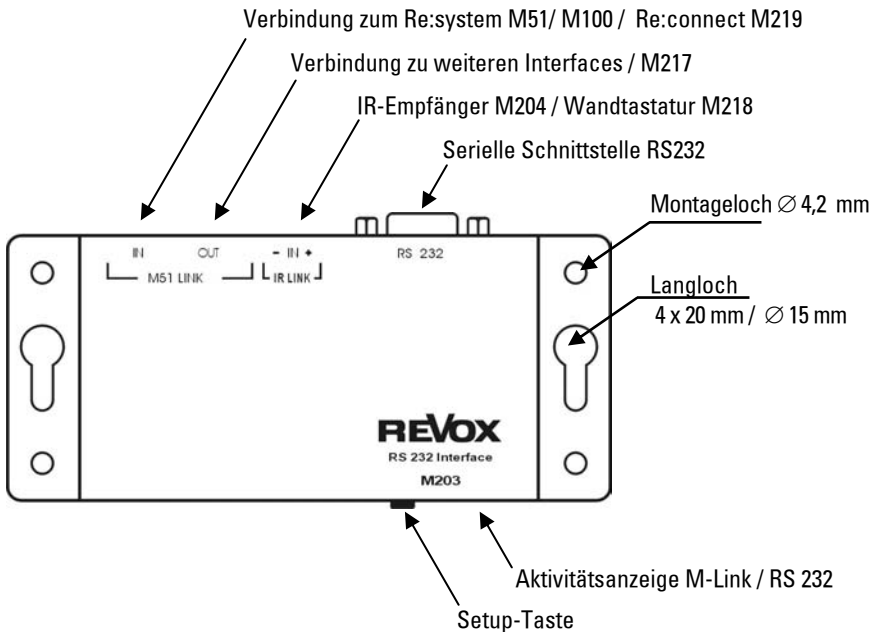 Verbindung zum Re:system M51/ M100 / Re:connect M219
Verbindung zu weiteren Interfaces / M217
IR-Empfänger M204 / Wandtastatur M218
Serielle Schnittstelle RS232
Montageloch ∅ 4,2 mm
IN OUT - IN + RS 232
M51 LINK IR LINK
Langloch
4 x 20 mm / ∅ 15 mm
REVOX
RS 232 Interface
M203
Aktivitätsanzeige M-Link / RS 232
Setup-Taste